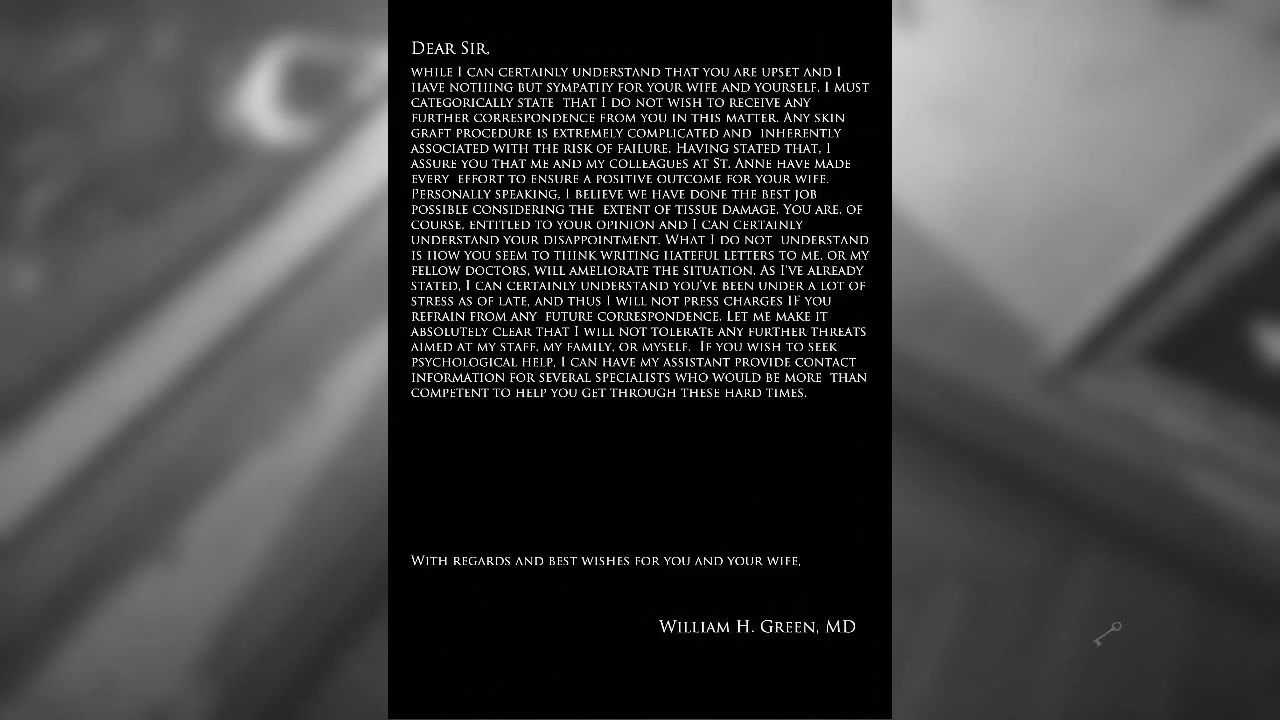 Dear Sir,
while I can certainly understand that you are upset and I
have nothing but sympathy for your wife and yourself. I must
categorically state that I do not wish to receive any
further correspondence from you in this matter. Any skin
graft procedure is extremely complicated and inherently
associated with the risk of failure. Having stated that, I
assure you that me and my colleagues at St. Anne have made
every effort to ensure a positive outcome for your wife.
Personally speaking, I believe we have done the best job
possible considering the extent of tissue damage. You are, of
course, entitled to your opinion and I can certainly
understand your disappointment. What I do not understand
is how you seem to think writing hateful letters to me, or my
fellow doctors, will ameliorate the situation. As I've already
stated, I can certainly understand you've been under a lot of
stress as of late, and thus I will not press charges IF you
refrain from any future correspondence. Let me make it
absolutely clear that I will not tolerate any further threats
aimed at my staff, my family, or myself. If you wish to seek
psychological help, I can have my assistant provide contact
information for several specialists who would be more than
competent to help you get through these hard times.
With regards and best wishes for you and your wife,
William H. Green, MD